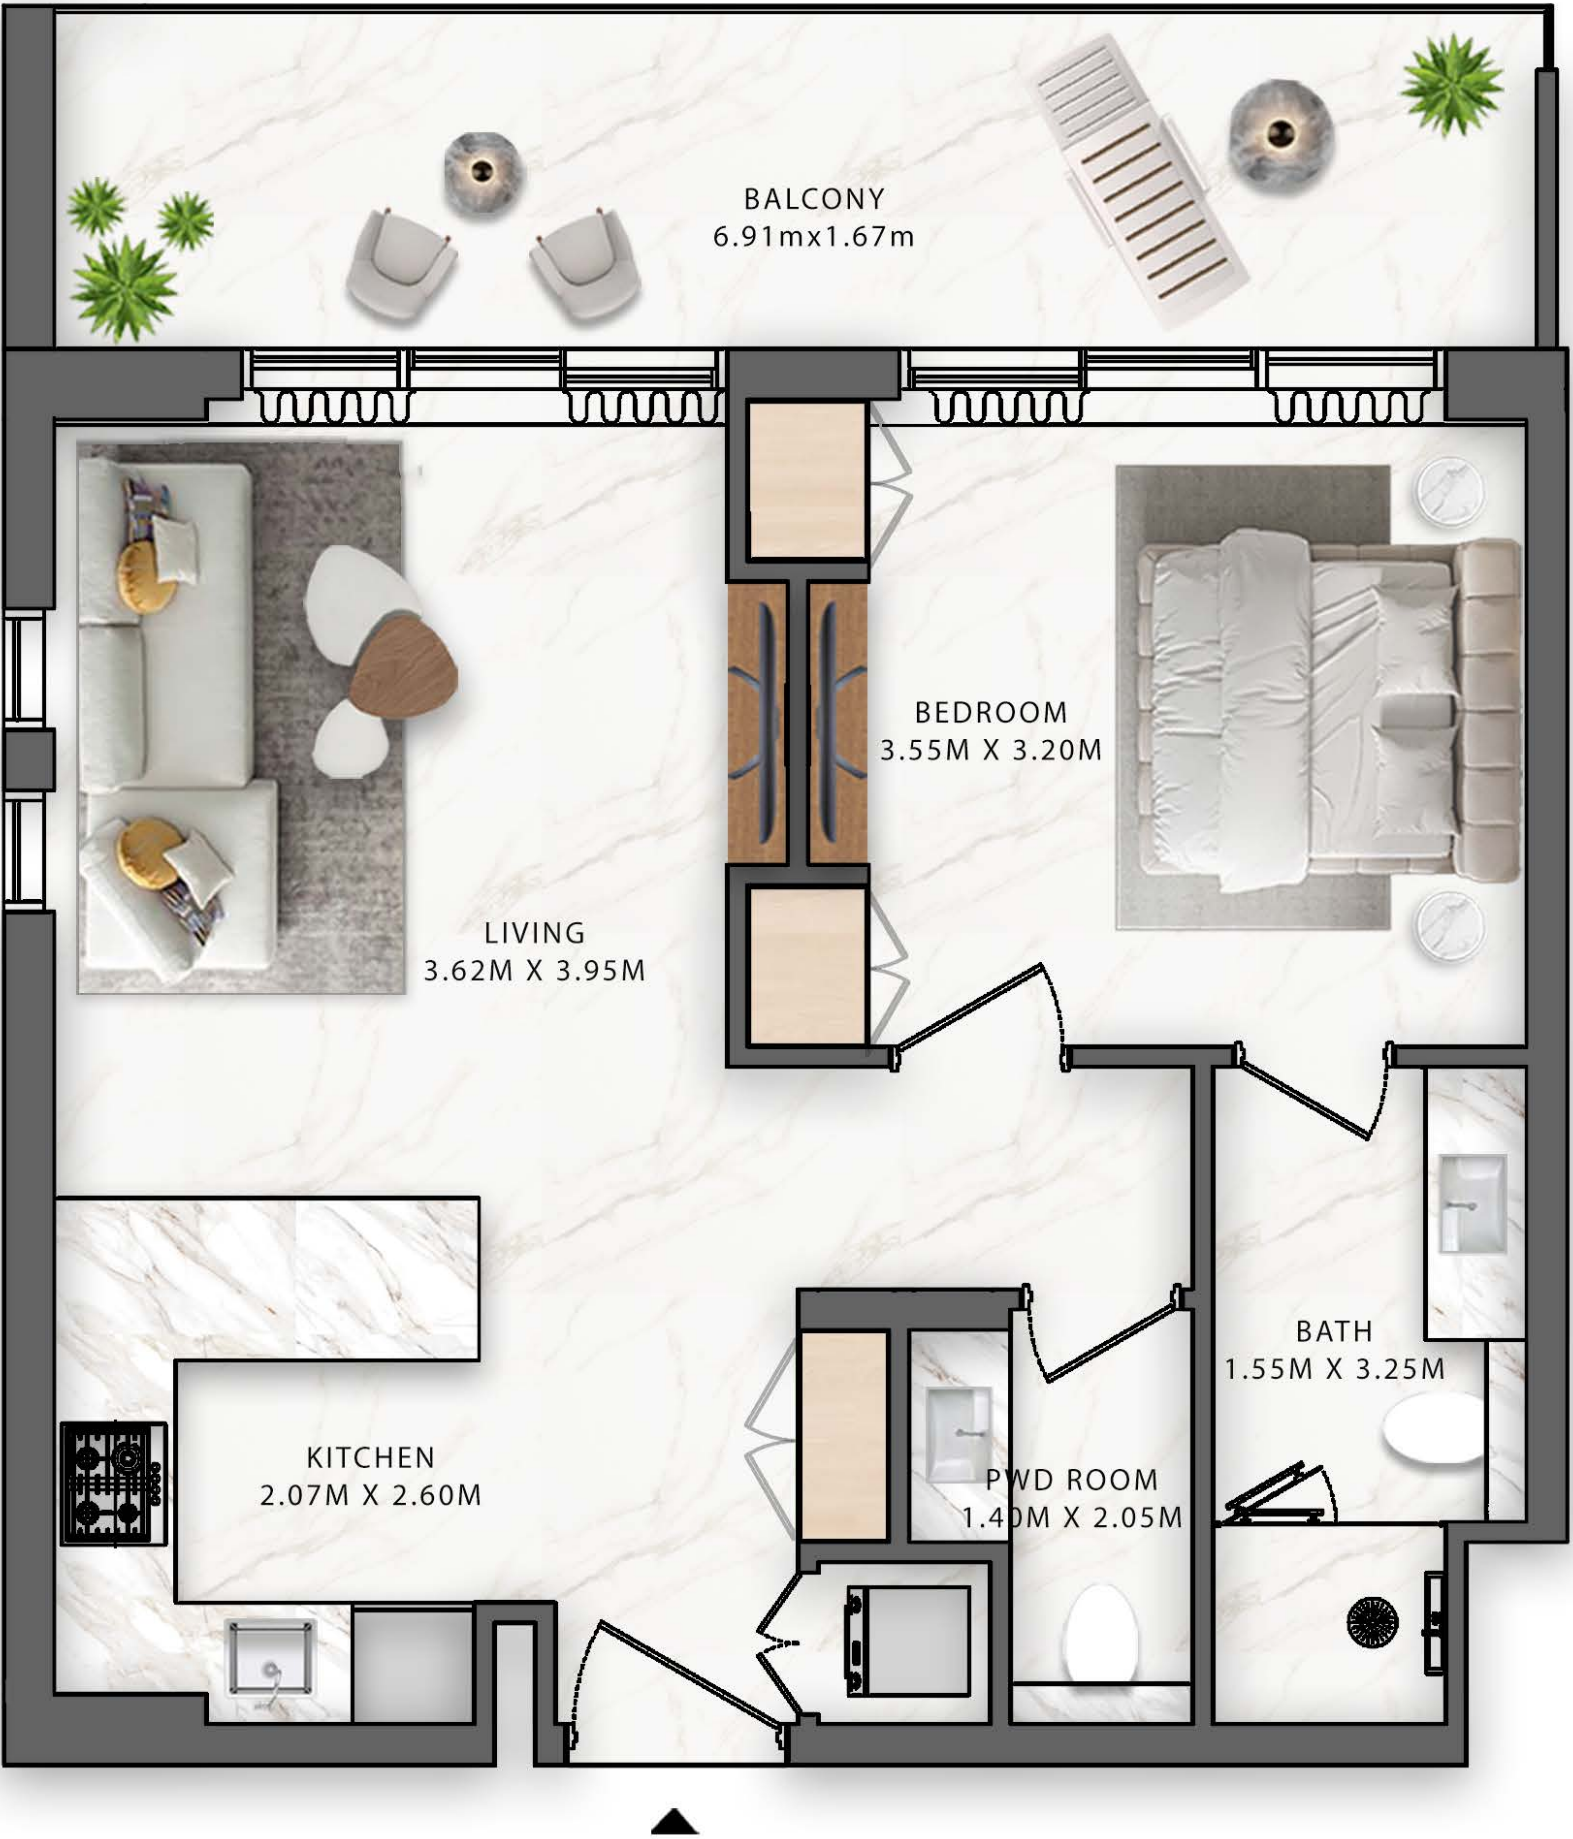 BALCONY
6.91mx1.67m
BEDROOM
3.55M X 3.20M
LIVING
3.62M X 3.95M
BATH
1.55M X 3.25M
KITCHEN
2.07M X 2.60M
PWD ROOM
1.40M X 2.05M